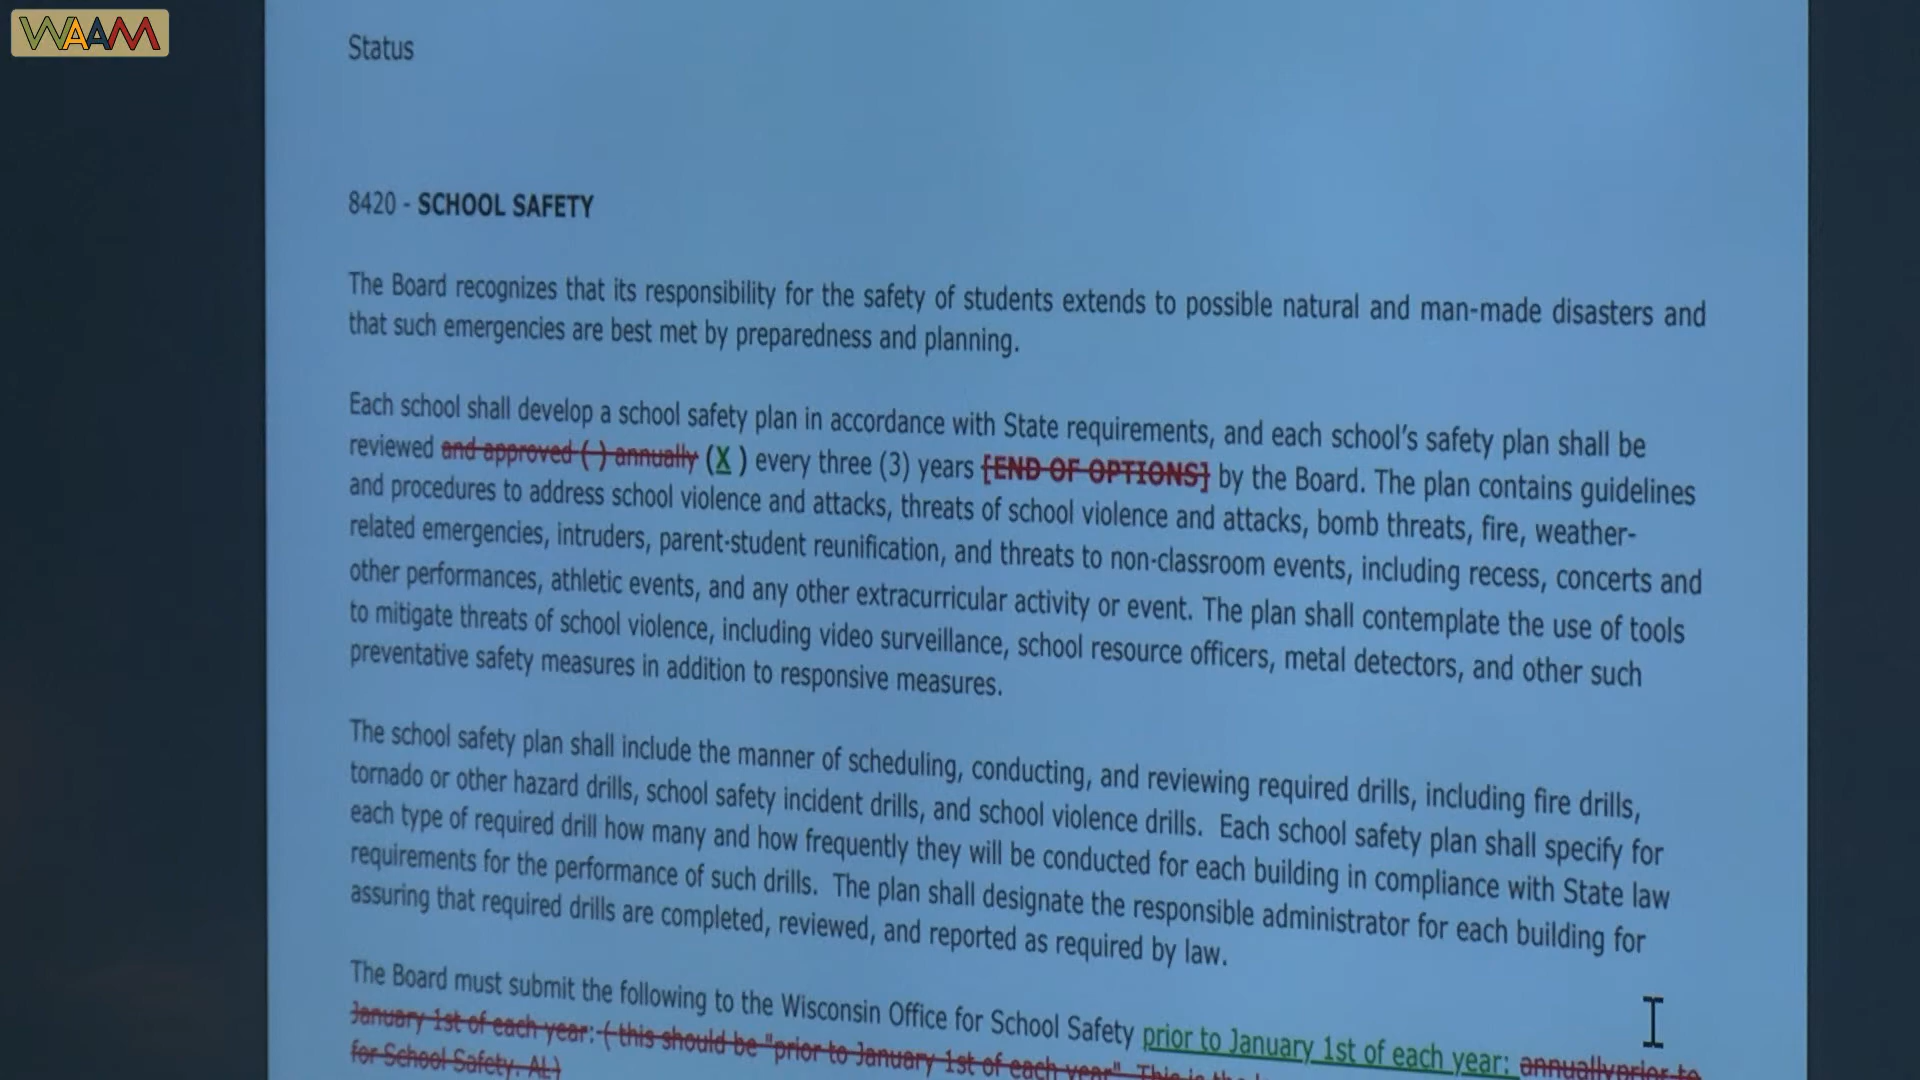 WAAM
Status
8420 - SCHOOL SAFETY
The Board recognizes that its responsibility for the safety of students extends to possible natural and man-made disasters and
that such emergencies are best met by preparedness and planning.
Each school shall develop a school safety plan in accordance with State requirements, and each school's safety plan shall be
reviewed and approved ( ) annually (X ) every three (3) years [END OF OPTIONS] by the Board. The plan contains guidelines
and procedures to address school violence and attacks, threats of school violence and attacks, bomb threats, fire, weather-
related emergencies, intruders, parent-student reunification, and threats to non-classroom events, including recess, concerts and
other performances, athletic events, and any other extracurricular activity or event. The plan shall contemplate the use of tools
to mitigate threats of school violence, including video surveillance, school resource officers, metal detectors, and other such
preventative safety measures in addition to responsive measures.
The school safety plan shall include the manner of scheduling, conducting, and reviewing required drills, including fire drills,
tornado or other hazard drills, school safety incident drills, and school violence drills. Each school safety plan shall specify for
each type of required drill how many and how frequently they will be conducted for each building in compliance with State law
requirements for the performance of such drills. The plan shall designate the responsible administrator for each building for
assuring that required drills are completed, reviewed, and reported as required by law.
The Board must submit the following to the Wisconsin Office for School Safety prior to January 1st of each year: annuallyprior to
January 1st of each year: ( this should be "prior to January 1st of each year". This is the
for School Safety. AL)